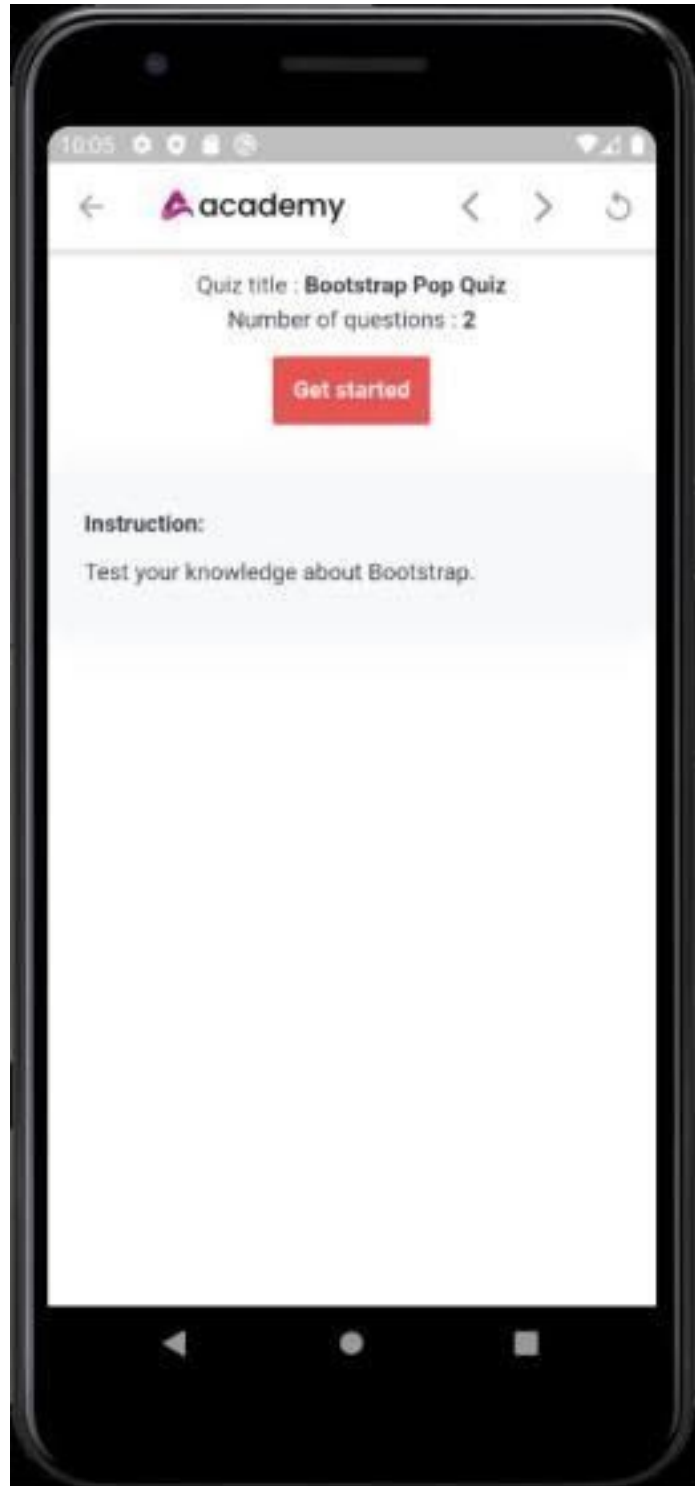 10:05
academy
Quiz title : Bootstrap Pop Quiz
Number of questions : 2
Get started
Instruction:
Test your knowledge about Bootstrap.